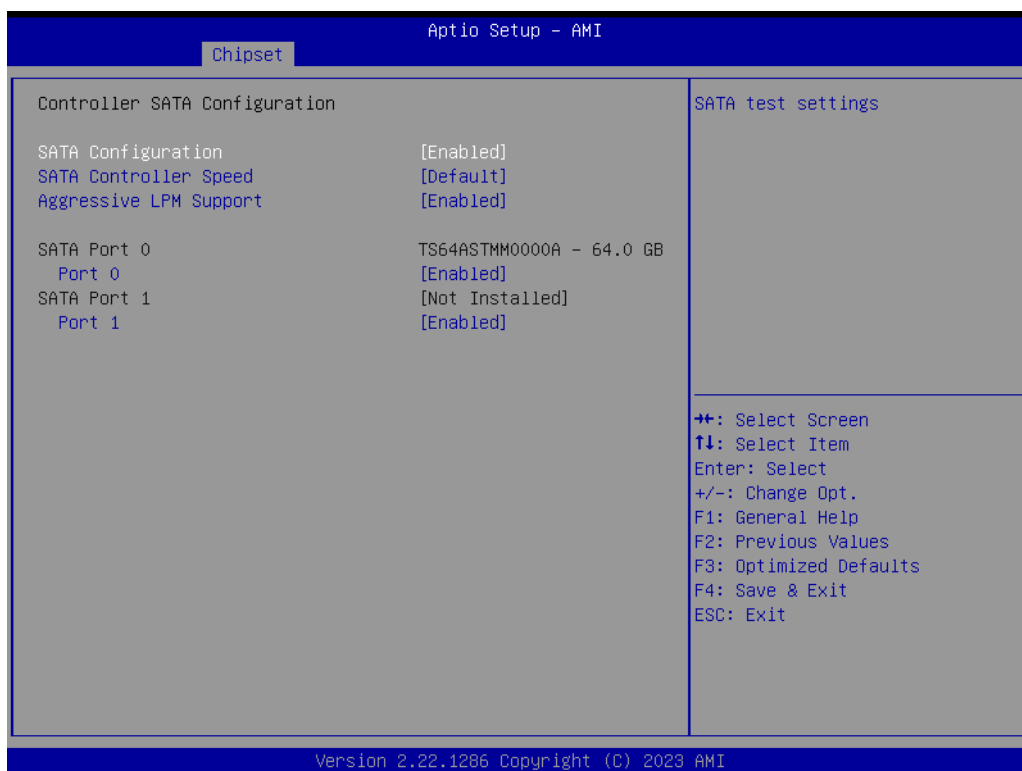 Aptio Setup – AMI
Chipset
Controller SATA Configuration
SATA Configuration [Enabled]
SATA Controller Speed [Default]
Aggressive LPM Support [Enabled]
SATA Port 0 TS64ASTMM0000A – 64.0 GB
Port 0 [Enabled]
SATA Port 1 [Not Installed]
Port 1 [Enabled]
SATA test settings
→←: Select Screen
↑↓: Select Item
Enter: Select
+/-: Change Opt.
F1: General Help
F2: Previous Values
F3: Optimized Defaults
F4: Save & Exit
ESC: Exit
Version 2.22.1286 Copyright (C) 2023 AMI